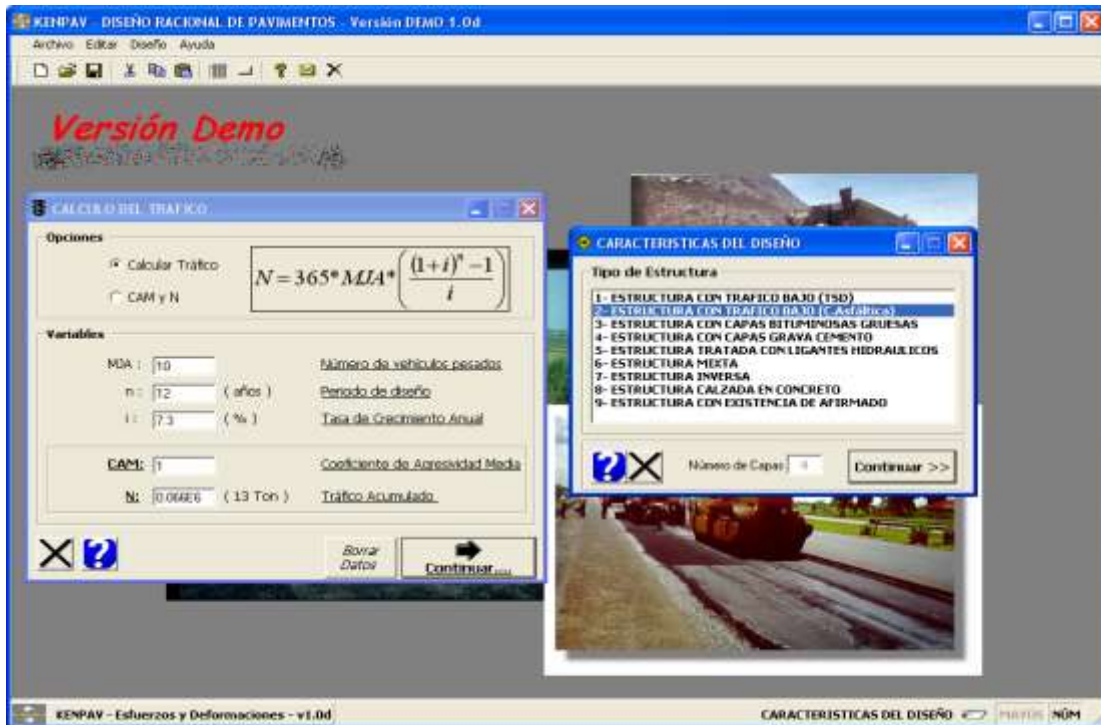 KENPAV - DISEÑO RACIONAL DE PAVIMENTOS - Versión DEMO 1.0d
Archivo Editar Diseño Ayuda
Versión Demo
CALCULO DEL TRAFICO
Opciones
Calcular Tráfico
CAM y N
N = 365* MJA* ( (1+i)^n − 1 / i )
Variables
MJA : 10 Número de vehículos pesados
n : 12 ( años ) Periodo de diseño
i : 7.3 ( % ) Tasa de Crecimiento Anual
CAM: 1 Coeficiente de Agresividad Media
N: 0.066E6 ( 13 Ton ) Tráfico Acumulado
Borrar Datos
Continuar....
CARACTERISTICAS DEL DISEÑO
Tipo de Estructura
1- ESTRUCTURA CON TRAFICO BAJO (TSD)
2- ESTRUCTURA CON TRAFICO BAJO (C.Asfáltica)
3- ESTRUCTURA CON CAPAS BITUMINOSAS GRUESAS
4- ESTRUCTURA CON CAPAS GRAVA CEMENTO
5- ESTRUCTURA TRATADA CON LIGANTES HIDRAULICOS
6- ESTRUCTURA MIXTA
7- ESTRUCTURA INVERSA
8- ESTRUCTURA CALZADA EN CONCRETO
9- ESTRUCTURA CON EXISTENCIA DE AFIRMADO
Número de Capas 4
Continuar >>
KENPAV - Esfuerzos y Deformaciones - v1.0d
CARACTERISTICAS DEL DISEÑO MAYÚS NÚM